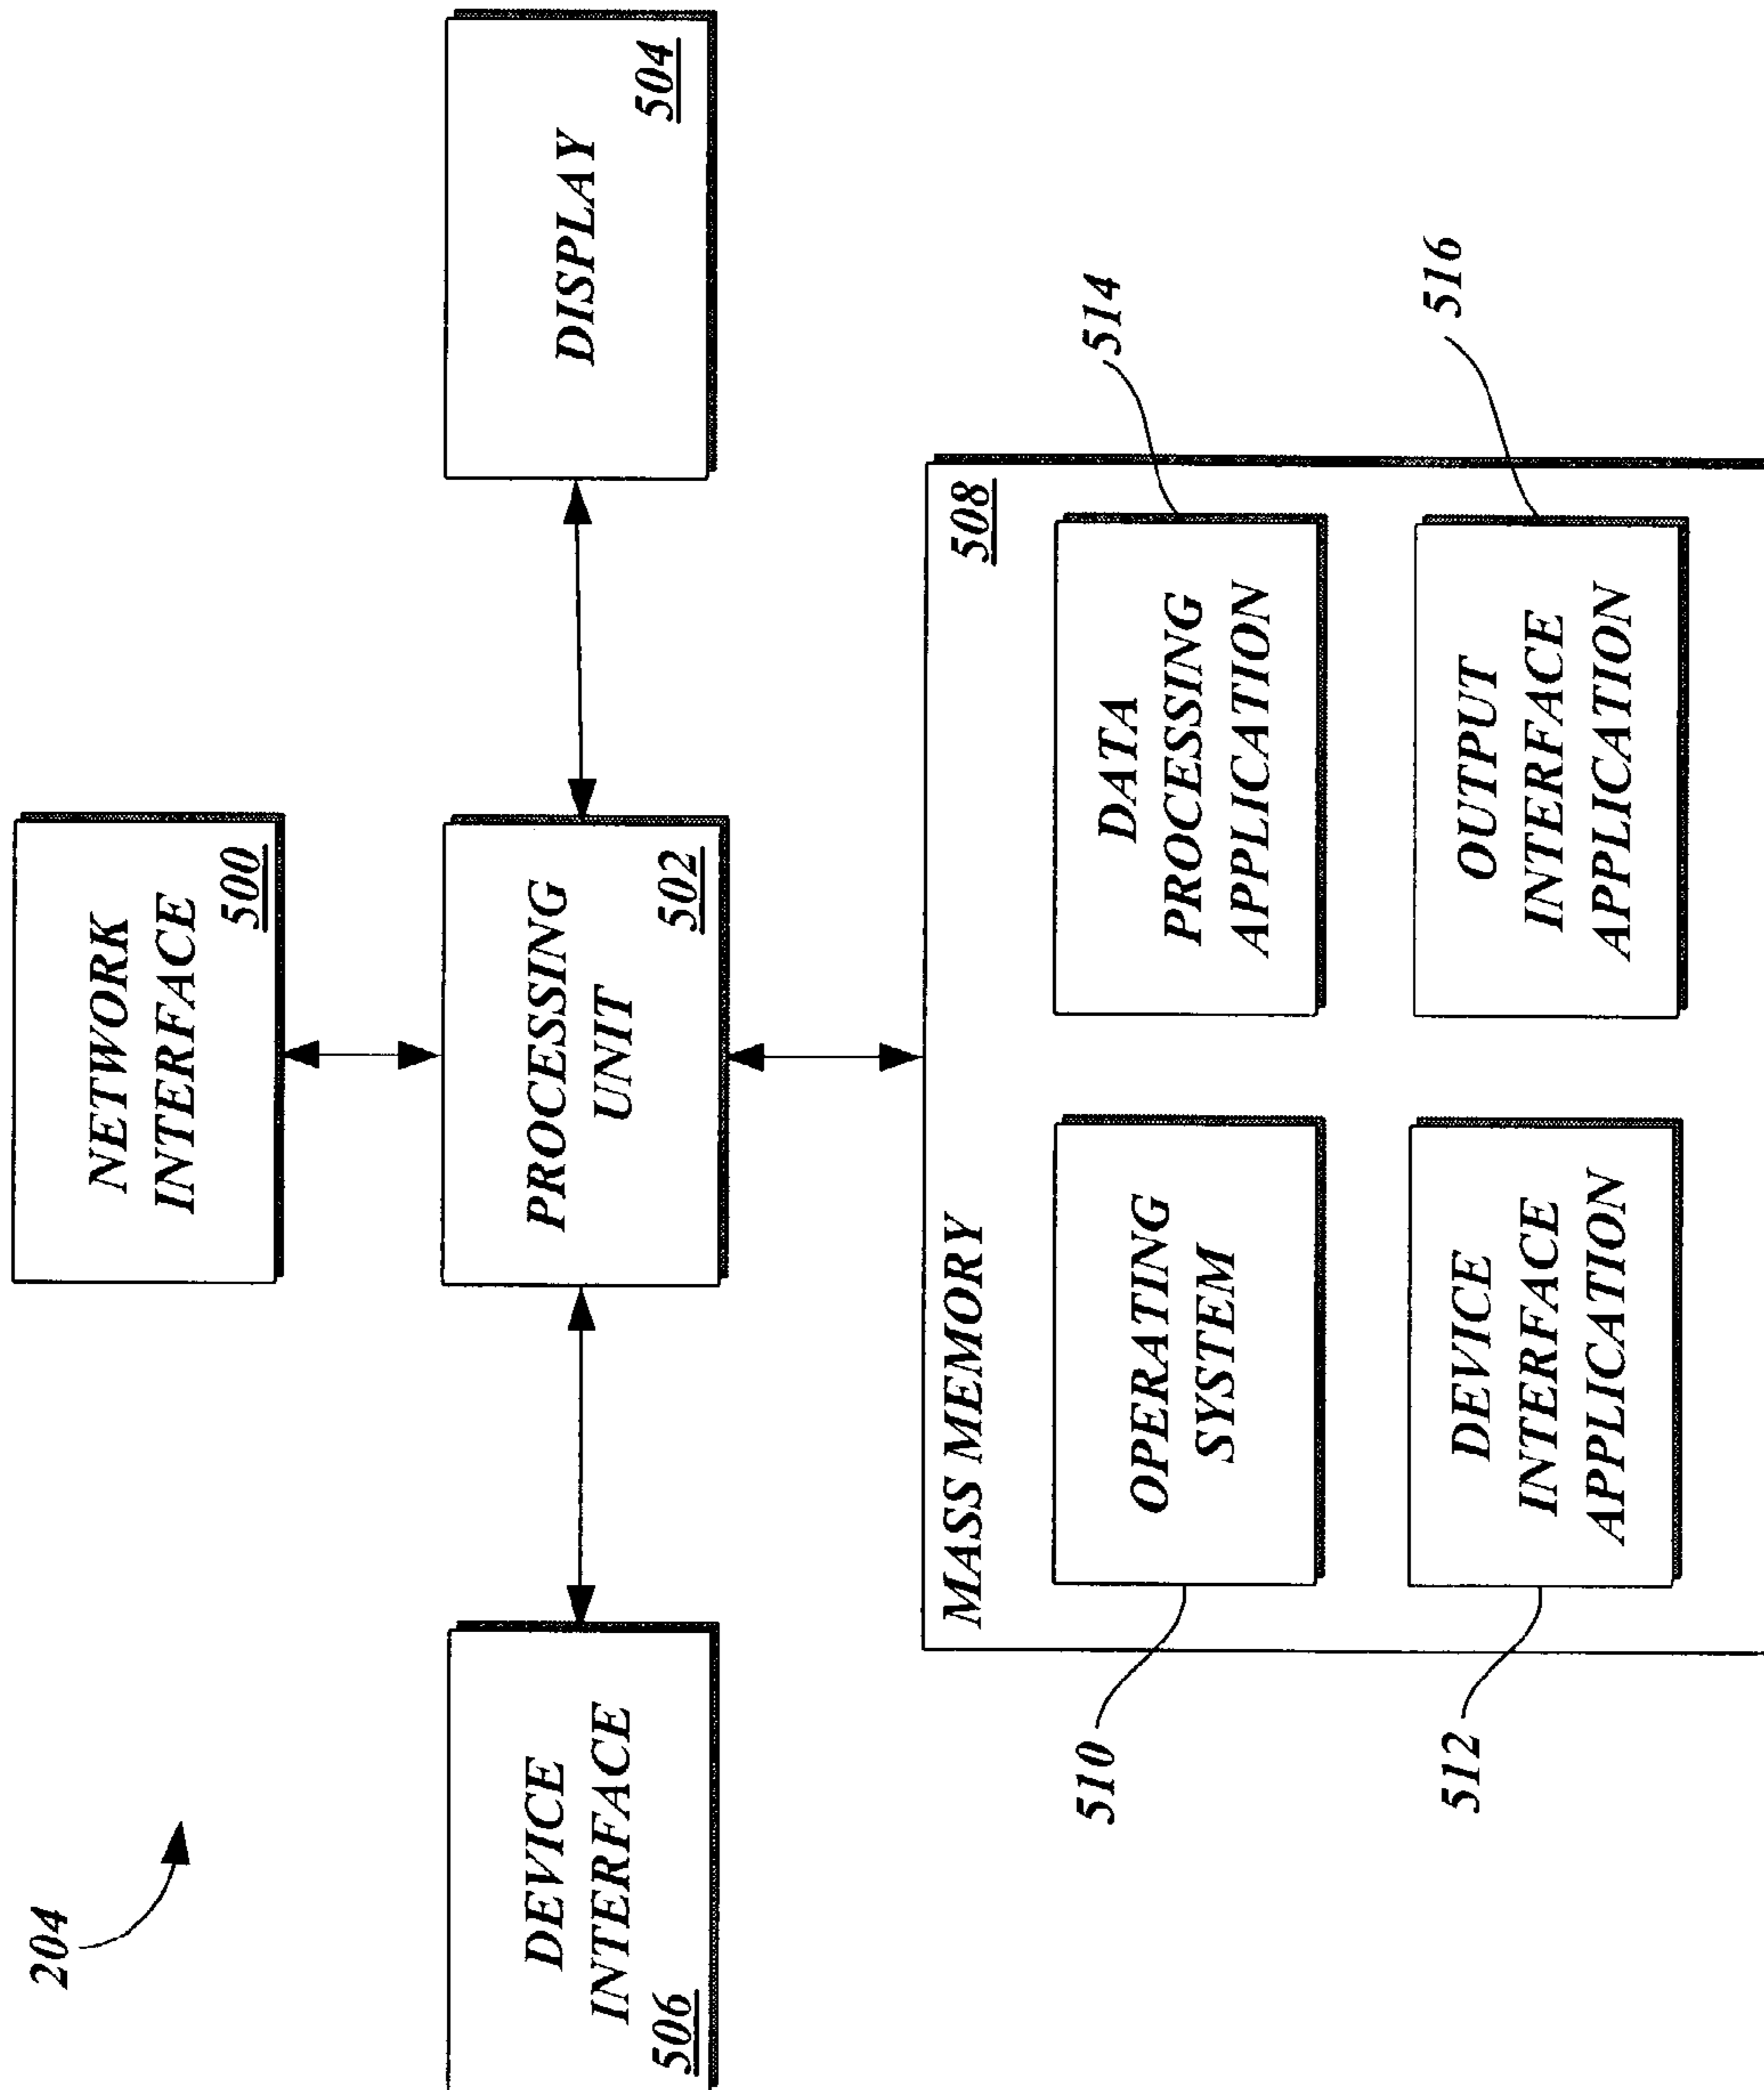 204
NETWORK
INTERFACE
500
DEVICE
INTERFACE
506
PROCESSING
UNIT
502
DISPLAY
504
MASS MEMORY
508
510
OPERATING
SYSTEM
DATA
PROCESSING
APPLICATION
514
512
DEVICE
INTERFACE
APPLICATION
OUTPUT
INTERFACE
APPLICATION
516